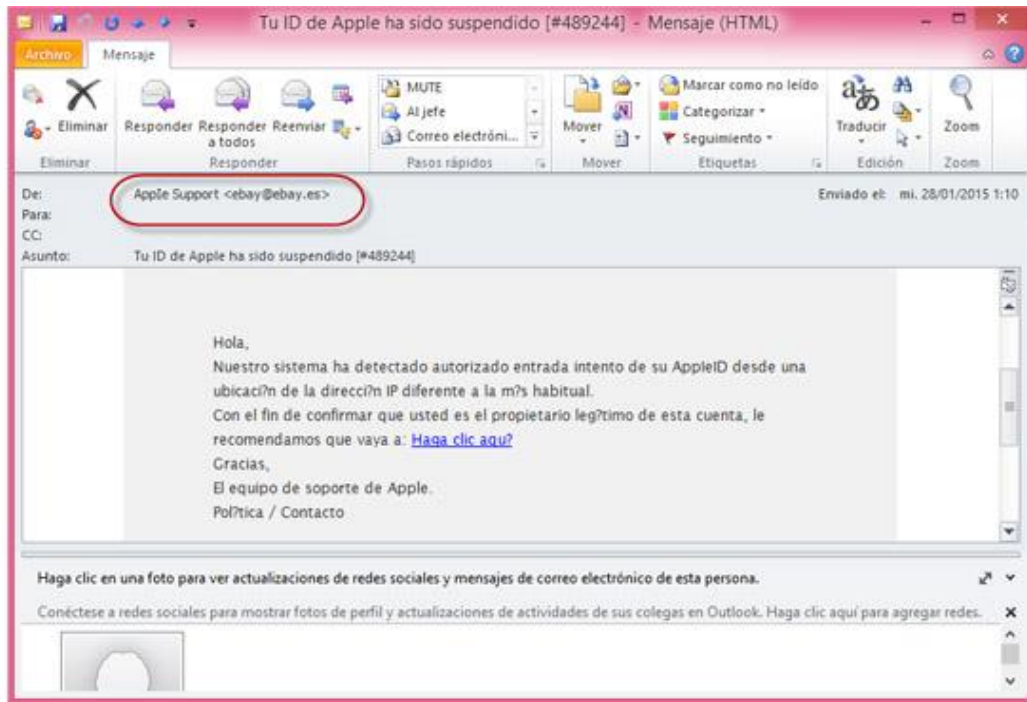 Tu ID de Apple ha sido suspendido [#489244] - Mensaje (HTML)
Archivo Mensaje
Eliminar
Responder Responder a todos Reenviar
MUTE
Al jefe
Correo electróni...
Mover
Marcar como no leído
Categorizar
Seguimiento
Traducir
Zoom
Eliminar Responder Pasos rápidos Mover Etiquetas Edición Zoom
De: Apple Support <ebay@ebay.es> Enviado el: mi. 28/01/2015 1:10
Para:
CC:
Asunto: Tu ID de Apple ha sido suspendido [#489244]
Hola,
Nuestro sistema ha detectado autorizado entrada intento de su AppleID desde una
ubicaci?n de la direcci?n IP diferente a la m?s habitual.
Con el fin de confirmar que usted es el propietario leg?timo de esta cuenta, le
recomendamos que vaya a: Haga clic aqu?
Gracias,
El equipo de soporte de Apple.
Pol?tica / Contacto
Haga clic en una foto para ver actualizaciones de redes sociales y mensajes de correo electrónico de esta persona.
Conéctese a redes sociales para mostrar fotos de perfil y actualizaciones de actividades de sus colegas en Outlook. Haga clic aquí para agregar redes.